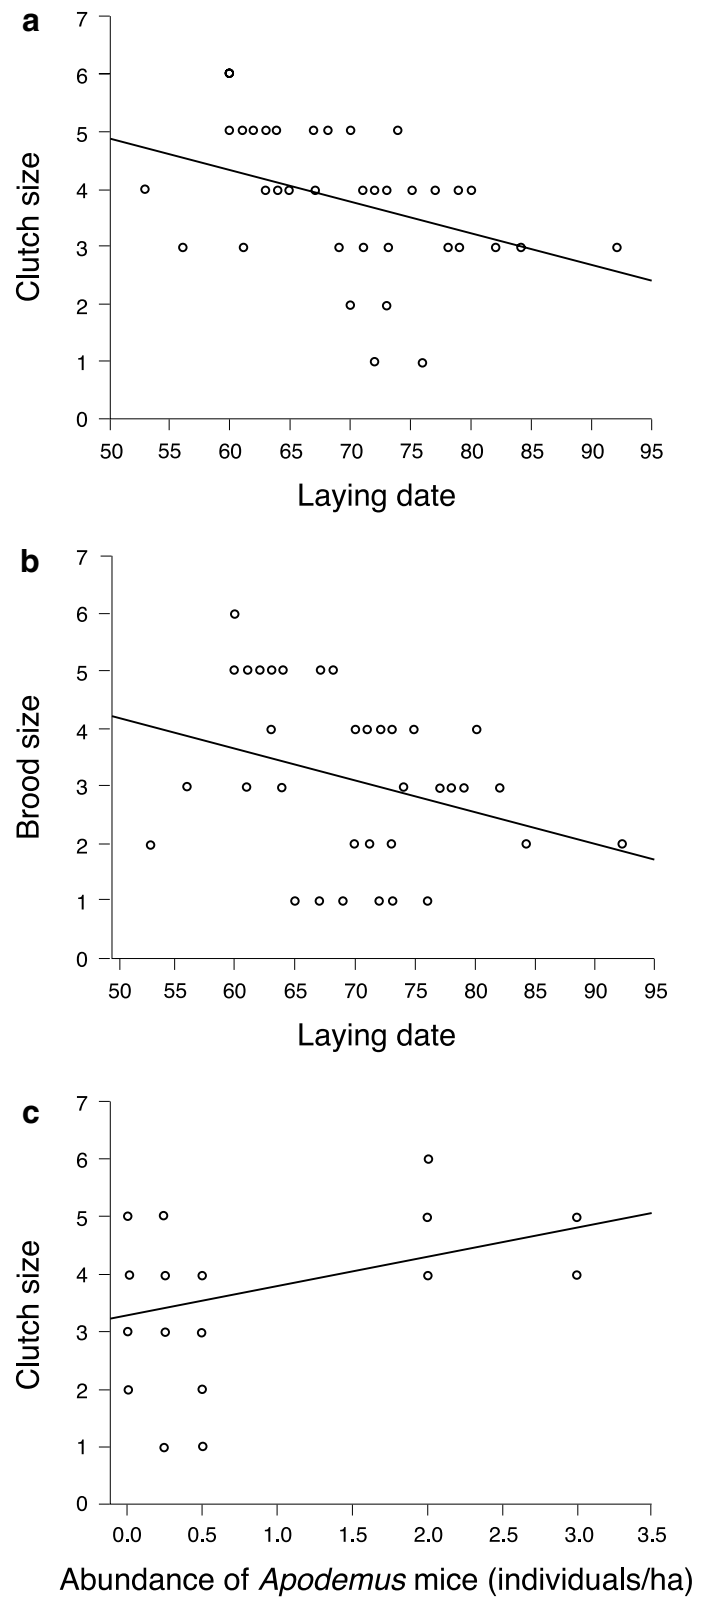 a
7
6
5
4
3
2
1
0
Clutch size
50 55 60 65 70 75 80 85 90 95
Laying date
b
7
6
5
4
3
2
1
0
Brood size
50 55 60 65 70 75 80 85 90 95
Laying date
c
7
6
5
4
3
2
1
0
Clutch size
0.0 0.5 1.0 1.5 2.0 2.5 3.0 3.5
Abundance of Apodemus mice (individuals/ha)